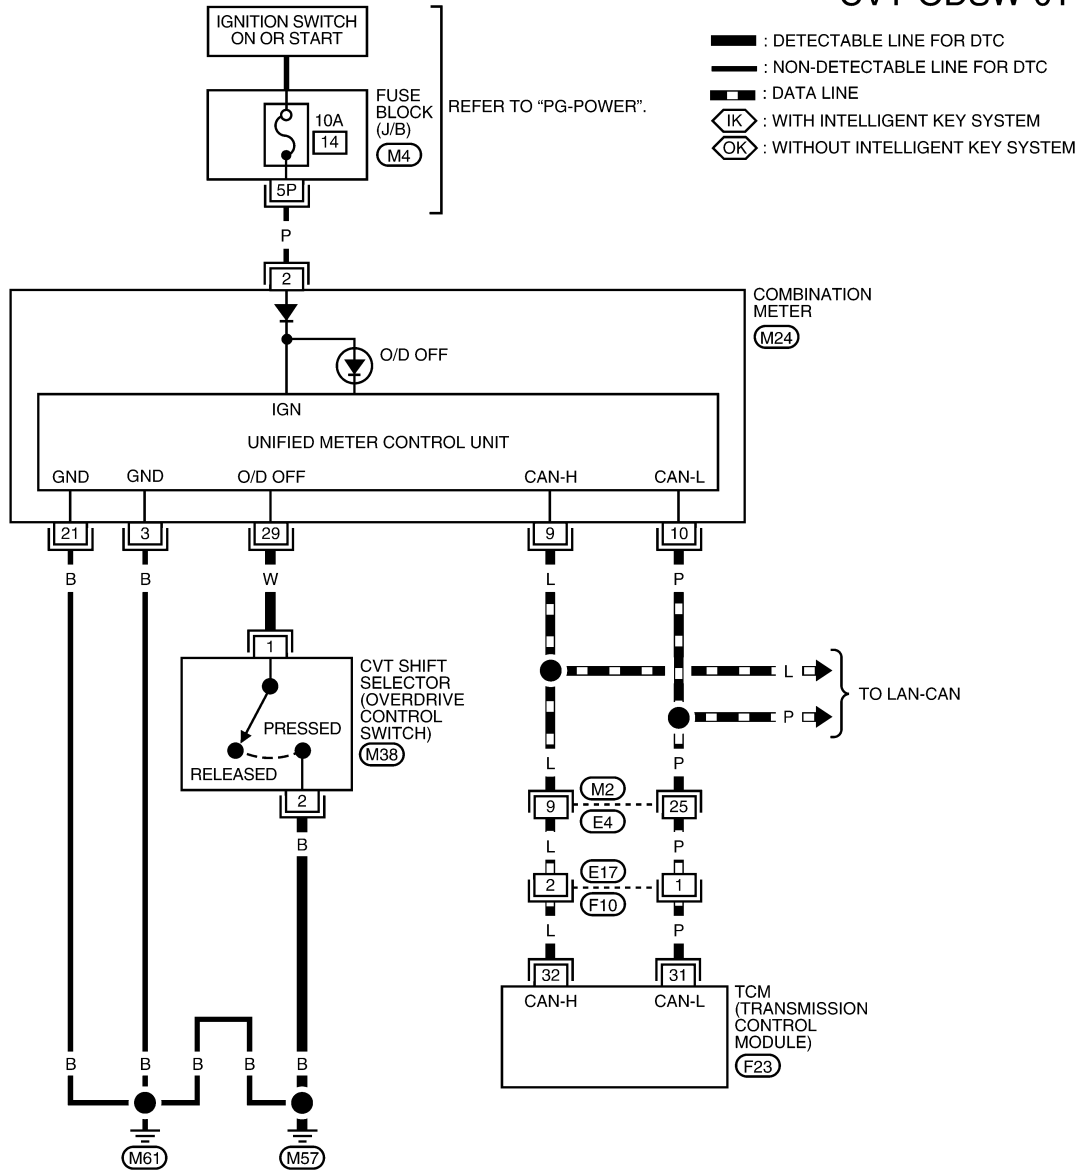 CVT-ODSW-01
IGNITION SWITCH
ON OR START
: DETECTABLE LINE FOR DTC
: NON-DETECTABLE LINE FOR DTC
: DATA LINE
IK : WITH INTELLIGENT KEY SYSTEM
OK : WITHOUT INTELLIGENT KEY SYSTEM
FUSE
BLOCK
(J/B)
M4
REFER TO “PG-POWER”.
10A
14
5P
P
2
COMBINATION
METER
M24
O/D OFF
IGN
UNIFIED METER CONTROL UNIT
GND
GND
O/D OFF
CAN-H
CAN-L
21
3
29
9
10
B
B
W
L
P
1
CVT SHIFT
SELECTOR
(OVERDRIVE
CONTROL
SWITCH)
M38
PRESSED
RELEASED
2
B
L
P
TO LAN-CAN
L
P
9
M2
E4
25
L
P
2
E17
F10
1
L
P
32
31
CAN-H
CAN-L
TCM
(TRANSMISSION
CONTROL
MODULE)
F23
B
B
B
B
B
M61
M57